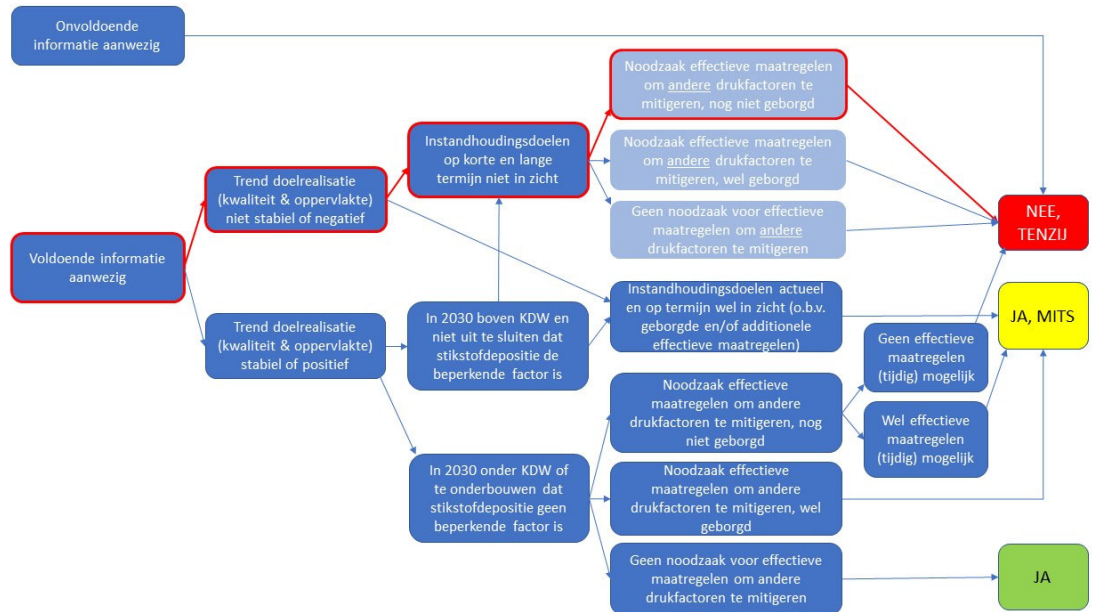 Onvoldoende
informatie aanwezig
Noodzaak effectieve maatregelen
om andere drukfactoren te
mitigeren, nog niet geborgd
Instandhoudingsdoelen
op korte en lange
termijn niet in zicht
Noodzaak effectieve maatregelen
om andere drukfactoren te
mitigeren, wel geborgd
Trend doelrealisatie
(kwaliteit & oppervlakte)
niet stabiel of negatief
Geen noodzaak voor effectieve
maatregelen om andere
drukfactoren te mitigeren
NEE,
TENZIJ
Voldoende informatie
aanwezig
Instandhoudingsdoelen actueel
en op termijn wel in zicht (o.b.v.
geborgde en/of additionele
effectieve maatregelen)
JA, MITS
Trend doelrealisatie
(kwaliteit & oppervlakte)
stabiel of positief
In 2030 boven KDW en
niet uit te sluiten dat
stikstofdepositie de
beperkende factor is
Geen effectieve
maatregelen
(tijdig) mogelijk
Noodzaak effectieve
maatregelen om andere
drukfactoren te mitigeren, nog
niet geborgd
Wel effectieve
maatregelen
(tijdig) mogelijk
In 2030 onder KDW of
te onderbouwen dat
stikstofdepositie geen
beperkende factor is
Noodzaak effectieve
maatregelen om andere
drukfactoren te mitigeren, wel
geborgd
Geen noodzaak voor effectieve
maatregelen om andere
drukfactoren te mitigeren
JA